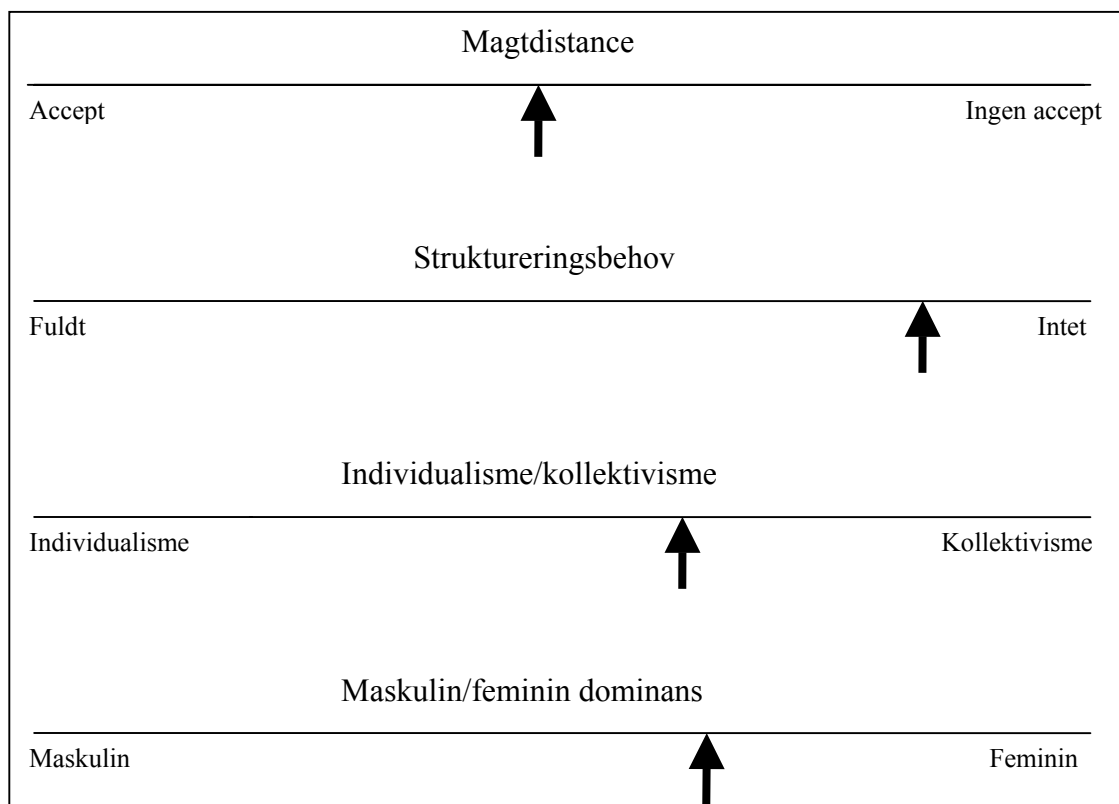 Magtdistance
Accept Ingen accept
Struktureringsbehov
Fuldt Intet
Individualisme/kollektivisme
Individualisme Kollektivisme
Maskulin/feminin dominans
Maskulin Feminin